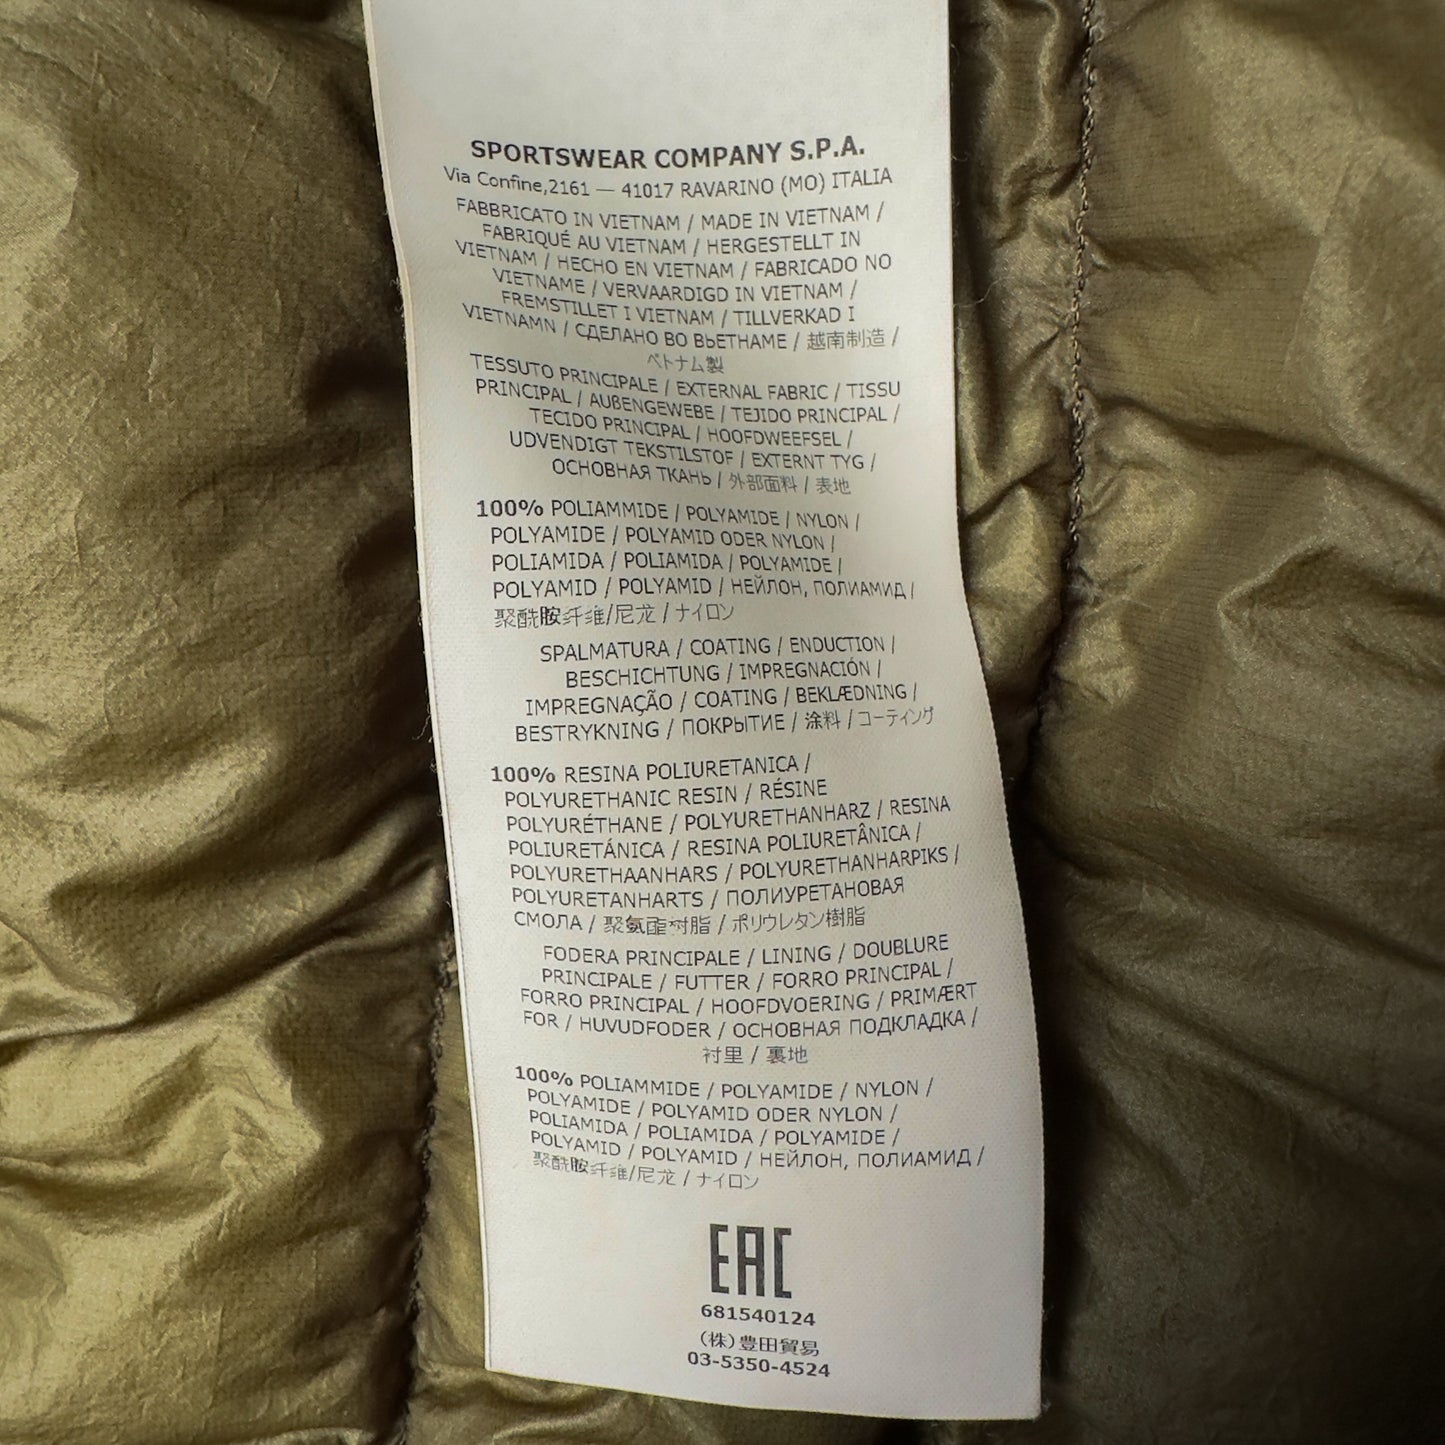 SPORTSWEAR COMPANY S.P.A.
Via Confine,2161 — 41017 RAVARINO (MO) ITALIA
FABBRICATO IN VIETNAM / MADE IN VIETNAM /
FABRIQUÉ AU VIETNAM / HERGESTELLT IN
VIETNAM / HECHO EN VIETNAM / FABRICADO NO
VIETNAME / VERVAARDIGD IN VIETNAM /
FREMSTILLET I VIETNAM / TILLVERKAD I
VIETNAMN / СДЕЛАНО ВО ВЬЕТНАМЕ / 越南制造 /
ベトナム製
TESSUTO PRINCIPALE / EXTERNAL FABRIC / TISSU
PRINCIPAL / AUßENGEWEBE / TEJIDO PRINCIPAL /
TECIDO PRINCIPAL / HOOFDWEEFSEL /
UDVENDIGT TEKSTILSTOF / EXTERNT TYG /
ОСНОВНАЯ ТКАНЬ / 外部面料 / 表地
100% POLIAMMIDE / POLYAMIDE / NYLON /
POLYAMIDE / POLYAMID ODER NYLON /
POLIAMIDA / POLIAMIDA / POLYAMIDE /
POLYAMID / POLYAMID / НЕЙЛОН, ПОЛИАМИД /
聚酰胺纤维/尼龙 / ナイロン
SPALMATURA / COATING / ENDUCTION /
BESCHICHTUNG / IMPREGNACIÓN /
IMPREGNAÇÃO / COATING / BEKLÆDNING /
BESTRYKNING / ПОКРЫТИЕ / 涂料 / コーティング
100% RESINA POLIURETANICA /
POLYURETHANIC RESIN / RÉSINE
POLYURÉTHANE / POLYURETHANHARZ / RESINA
POLIURETÁNICA / RESINA POLIURETÂNICA /
POLYURETHAANHARS / POLYURETHANHARPIKS /
POLYURETANHARTS / ПОЛИУРЕТАНОВАЯ
СМОЛА / 聚氨酯树脂 / ポリウレタン樹脂
FODERA PRINCIPALE / LINING / DOUBLURE
PRINCIPALE / FUTTER / FORRO PRINCIPAL /
FORRO PRINCIPAL / HOOFDVOERING / PRIMÆRT
FOR / HUVUDFODER / ОСНОВНАЯ ПОДКЛАДКА /
衬里 / 裏地
100% POLIAMMIDE / POLYAMIDE / NYLON /
POLYAMIDE / POLYAMID ODER NYLON /
POLIAMIDA / POLIAMIDA / POLYAMIDE /
POLYAMID / POLYAMID / НЕЙЛОН, ПОЛИАМИД /
聚酰胺纤维/尼龙 / ナイロン
EAC
681540124
(株)豊田貿易
03-5350-4524